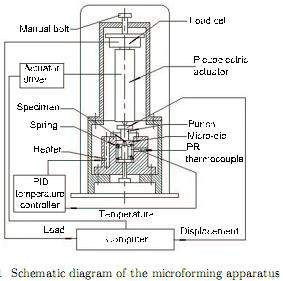 Manual bolt
Load cell
Piezoelectric
actuator
Actuator
driver
Specimen
Spring
Punch
Micro-die
Heater
PR
thermocouple
PID
temperature
controller
Temperature
Load
Displacement
Computer
1 Schematic diagram of the microforming apparatus